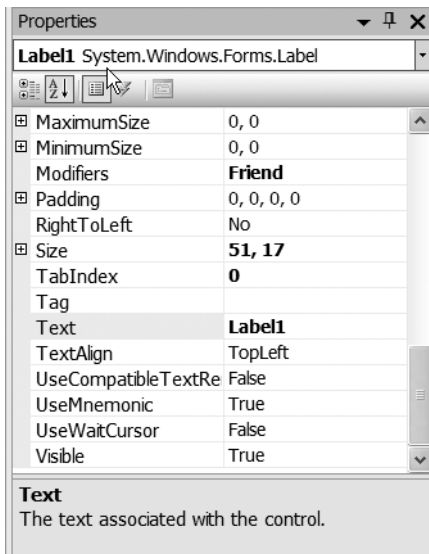 Properties
Label1 System.Windows.Forms.Label
A
Z
MaximumSize 0, 0
MinimumSize 0, 0
Modifiers Friend
Padding 0, 0, 0, 0
RightToLeft No
Size 51, 17
TabIndex 0
Tag
Text Label1
TextAlign TopLeft
UseCompatibleTextRe False
UseMnemonic True
UseWaitCursor False
Visible True
Text
The text associated with the control.